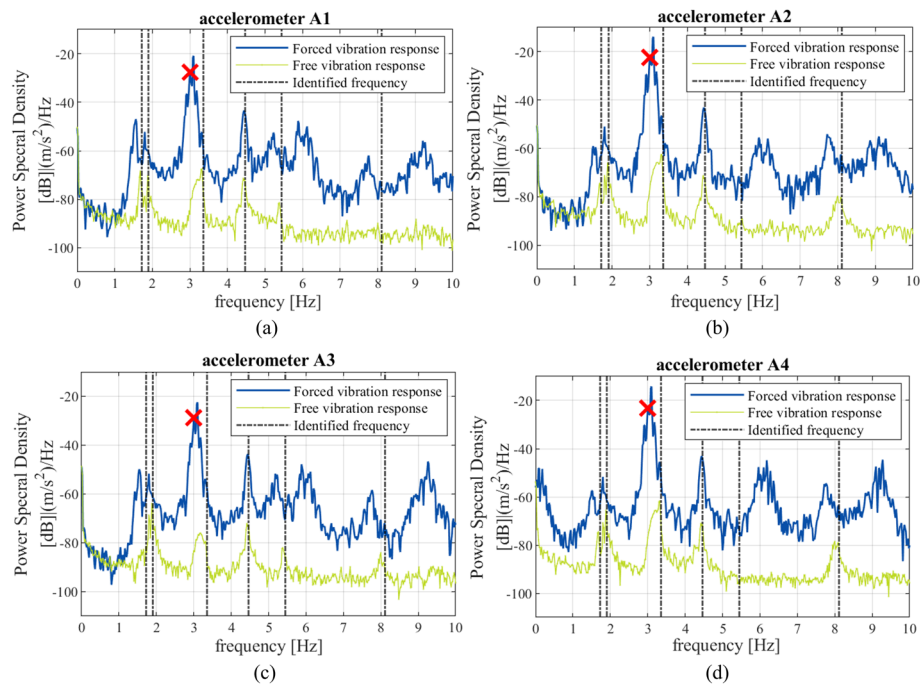 accelerometer A1
Power Specral Density
[dB]|(m/s²)/Hz
-20
-40
-60
-80
-100
Forced vibration response
Free vibration response
Identified frequency
0 1 2 3 4 5 6 7 8 9 10
frequency [Hz]
(a)
accelerometer A2
Power Specral Density
[dB]|(m/s²)/Hz
-20
-40
-60
-80
-100
Forced vibration response
Free vibration response
Identified frequency
0 1 2 3 4 5 6 7 8 9 10
frequency [Hz]
(b)
accelerometer A3
Power Specral Density
[dB]|(m/s²)/Hz
-20
-40
-60
-80
-100
Forced vibration response
Free vibration response
Identified frequency
0 1 2 3 4 5 6 7 8 9 10
frequency [Hz]
(c)
accelerometer A4
Power Specral Density
[dB]|(m/s²)/Hz
-20
-40
-60
-80
-100
Forced vibration response
Free vibration response
Identified frequency
0 1 2 3 4 5 6 7 8 9 10
frequency [Hz]
(d)